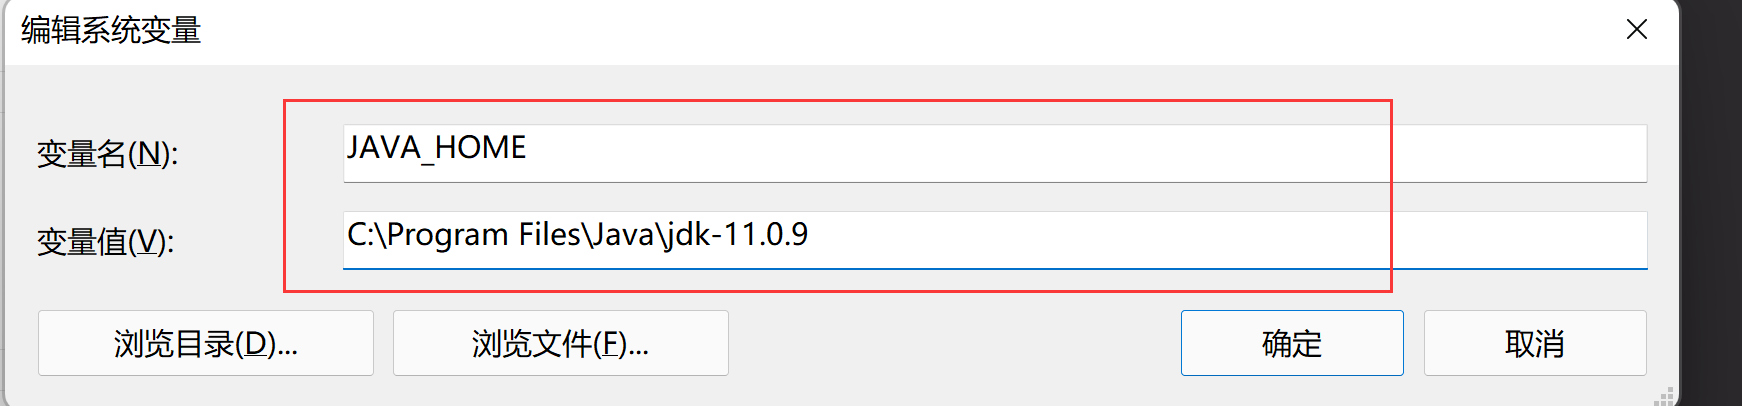 编辑系统变量
变量名(N):
JAVA_HOME
变量值(V):
C:\Program Files\Java\jdk-11.0.9
浏览目录(D)...
浏览文件(F)...
确定
取消